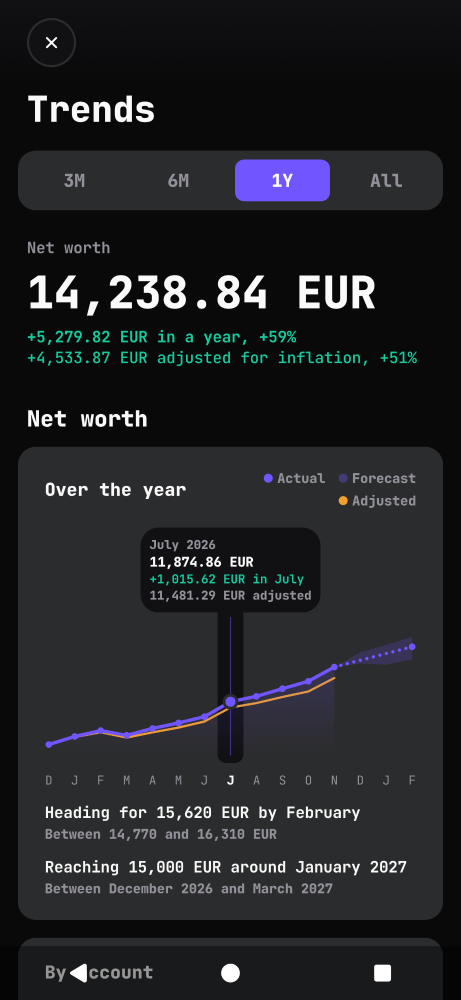 Trends
3M 6M 1Y All
Net worth
14,238.84 EUR
+5,279.82 EUR in a year, +59%
+4,533.87 EUR adjusted for inflation, +51%
Net worth
Over the year
Actual Forecast
Adjusted
July 2026
11,874.86 EUR
+1,015.62 EUR in July
11,481.29 EUR adjusted
D J F M A M J J A S O N D J F
Heading for 15,620 EUR by February
Between 14,770 and 16,310 EUR
Reaching 15,000 EUR around January 2027
Between December 2026 and March 2027
By ccount